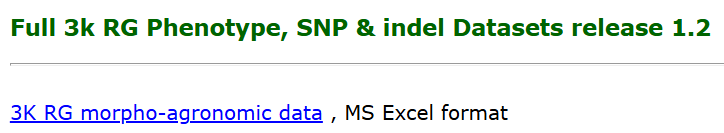 Full 3k RG Phenotype, SNP & indel Datasets release 1.2
3K RG morpho-agronomic data , MS Excel format